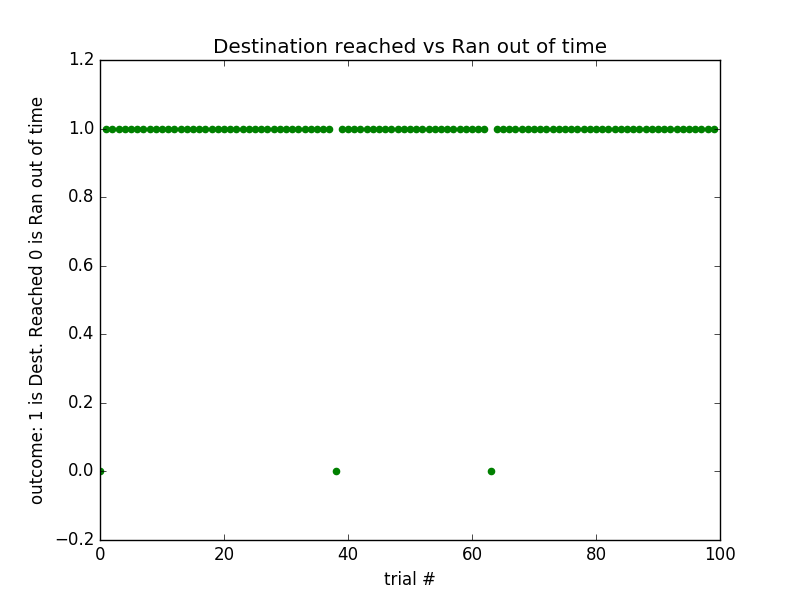 Destination reached vs Ran out of time
outcome: 1 is Dest. Reached 0 is Ran out of time
1.2
1.0
0.8
0.6
0.4
0.2
0.0
−0.2
0 20 40 60 80 100
trial #